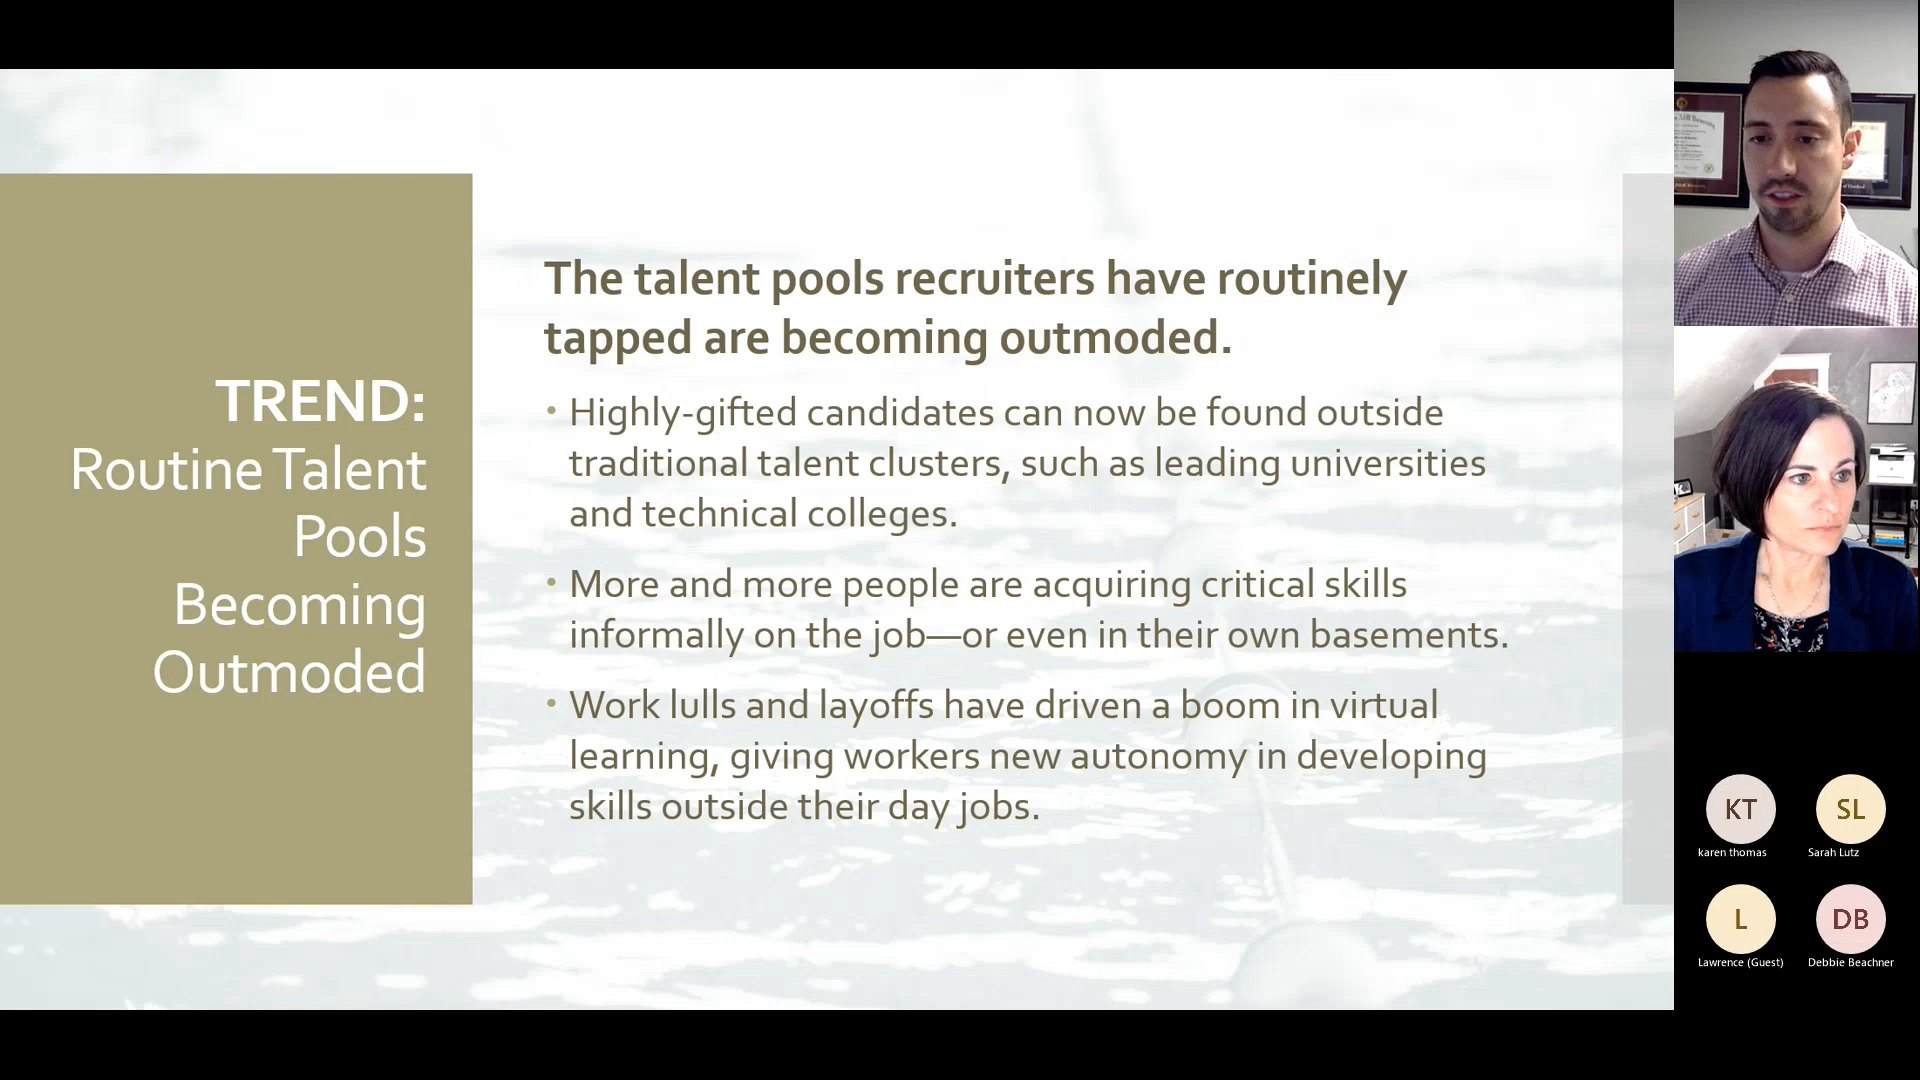 TREND:
Routine Talent
Pools
Becoming
Outmoded
The talent pools recruiters have routinely
tapped are becoming outmoded.
• Highly-gifted candidates can now be found outside
traditional talent clusters, such as leading universities
and technical colleges.
• More and more people are acquiring critical skills
informally on the job—or even in their own basements.
• Work lulls and layoffs have driven a boom in virtual
learning, giving workers new autonomy in developing
skills outside their day jobs.
KT
karen thomas
SL
Sarah Lutz
L
Lawrence (Guest)
DB
Debbie Beachner